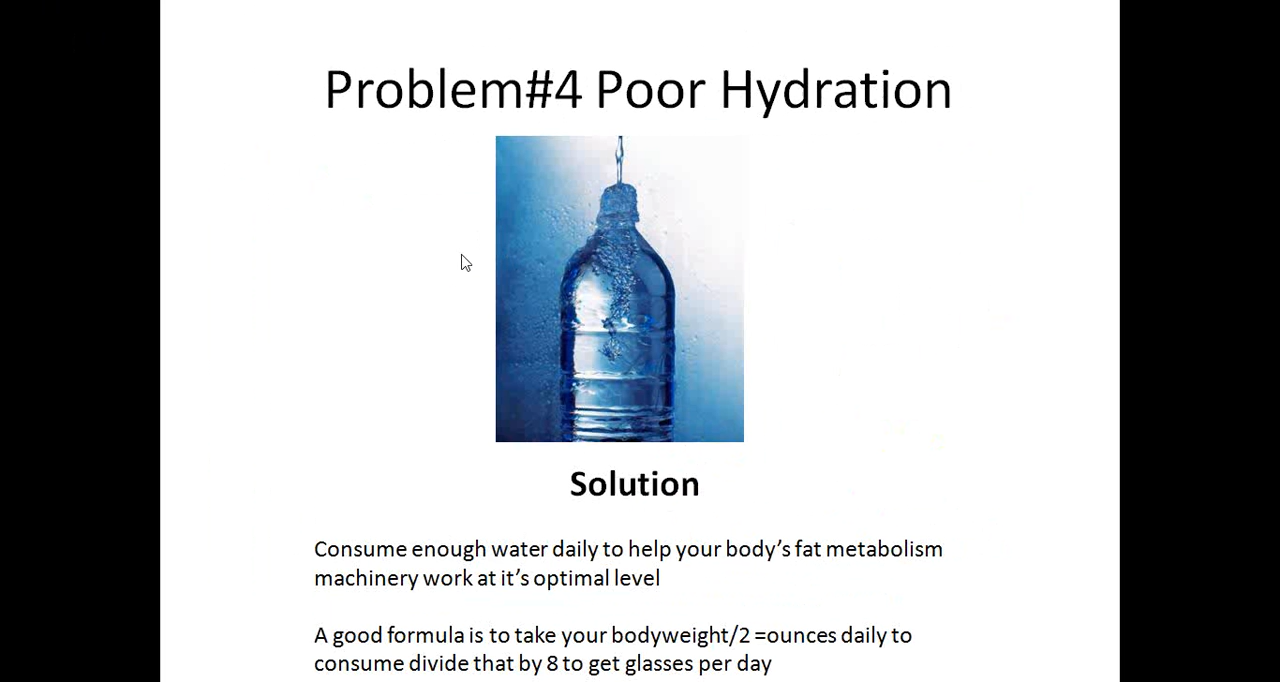 Problem#4 Poor Hydration
Solution
Consume enough water daily to help your body’s fat metabolism
machinery work at it’s optimal level
A good formula is to take your bodyweight/2 =ounces daily to
consume divide that by 8 to get glasses per day